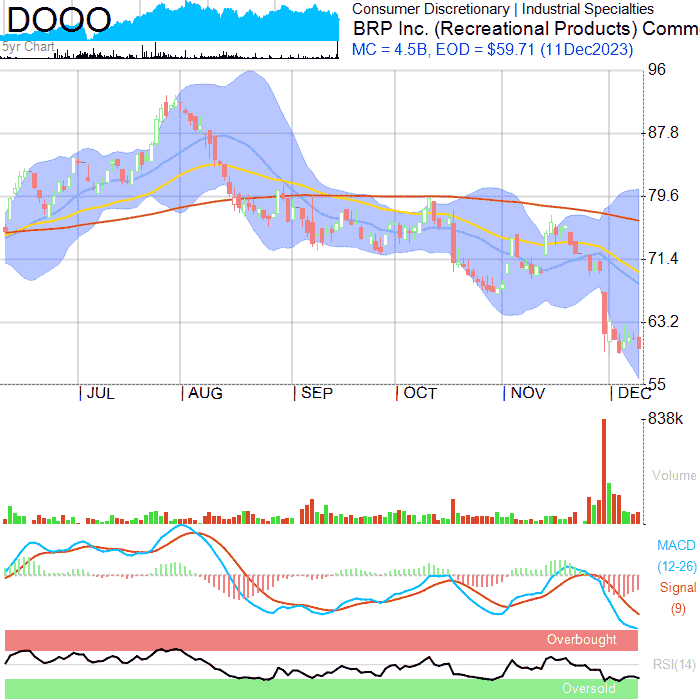 DOOO
5yr Chart
Consumer Discretionary | Industrial Specialties
BRP Inc. (Recreational Products) Comm
MC = 4.5B, EOD = $59.71 (11Dec2023)
96
87.8
79.6
71.4
63.2
55
JUL AUG SEP OCT NOV DEC
838k
Volume
MACD
(12-26)
Signal
(9)
Overbought
RSI(14)
Oversold